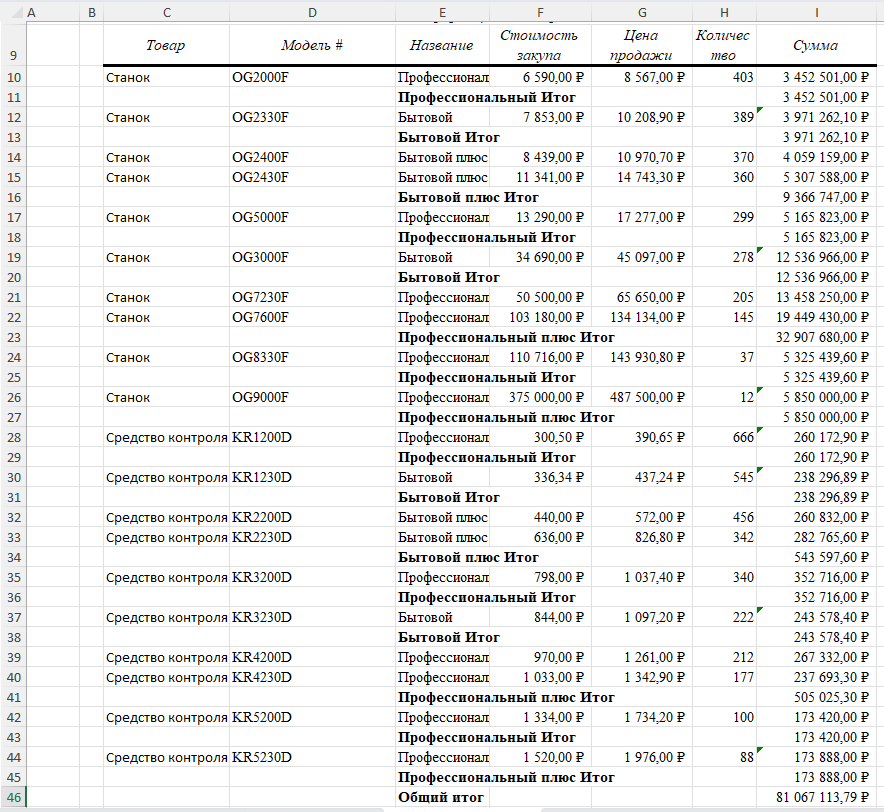 A B C D E F G H I
9 Товар Модель # Название Стоимость закупа Цена продажи Количес тво Сумма
10 Станок OG2000F Профессионал 6 590,00 ₽ 8 567,00 ₽ 403 3 452 501,00 ₽
11 Профессиональный Итог 3 452 501,00 ₽
12 Станок OG2330F Бытовой 7 853,00 ₽ 10 208,90 ₽ 389 3 971 262,10 ₽
13 Бытовой Итог 3 971 262,10 ₽
14 Станок OG2400F Бытовой плюс 8 439,00 ₽ 10 970,70 ₽ 370 4 059 159,00 ₽
15 Станок OG2430F Бытовой плюс 11 341,00 ₽ 14 743,30 ₽ 360 5 307 588,00 ₽
16 Бытовой плюс Итог 9 366 747,00 ₽
17 Станок OG5000F Профессионал 13 290,00 ₽ 17 277,00 ₽ 299 5 165 823,00 ₽
18 Профессиональный Итог 5 165 823,00 ₽
19 Станок OG3000F Бытовой 34 690,00 ₽ 45 097,00 ₽ 278 12 536 966,00 ₽
20 Бытовой Итог 12 536 966,00 ₽
21 Станок OG7230F Профессионал 50 500,00 ₽ 65 650,00 ₽ 205 13 458 250,00 ₽
22 Станок OG7600F Профессионал 103 180,00 ₽ 134 134,00 ₽ 145 19 449 430,00 ₽
23 Профессиональный плюс Итог 32 907 680,00 ₽
24 Станок OG8330F Профессионал 110 716,00 ₽ 143 930,80 ₽ 37 5 325 439,60 ₽
25 Профессиональный Итог 5 325 439,60 ₽
26 Станок OG9000F Профессионал 375 000,00 ₽ 487 500,00 ₽ 12 5 850 000,00 ₽
27 Профессиональный плюс Итог 5 850 000,00 ₽
28 Средство контроля KR1200D Профессионал 300,50 ₽ 390,65 ₽ 666 260 172,90 ₽
29 Профессиональный Итог 260 172,90 ₽
30 Средство контроля KR1230D Бытовой 336,34 ₽ 437,24 ₽ 545 238 296,89 ₽
31 Бытовой Итог 238 296,89 ₽
32 Средство контроля KR2200D Бытовой плюс 440,00 ₽ 572,00 ₽ 456 260 832,00 ₽
33 Средство контроля KR2230D Бытовой плюс 636,00 ₽ 826,80 ₽ 342 282 765,60 ₽
34 Бытовой плюс Итог 543 597,60 ₽
35 Средство контроля KR3200D Профессионал 798,00 ₽ 1 037,40 ₽ 340 352 716,00 ₽
36 Профессиональный Итог 352 716,00 ₽
37 Средство контроля KR3230D Бытовой 844,00 ₽ 1 097,20 ₽ 222 243 578,40 ₽
38 Бытовой Итог 243 578,40 ₽
39 Средство контроля KR4200D Профессионал 970,00 ₽ 1 261,00 ₽ 212 267 332,00 ₽
40 Средство контроля KR4230D Профессионал 1 033,00 ₽ 1 342,90 ₽ 177 237 693,30 ₽
41 Профессиональный плюс Итог 505 025,30 ₽
42 Средство контроля KR5200D Профессионал 1 334,00 ₽ 1 734,20 ₽ 100 173 420,00 ₽
43 Профессиональный Итог 173 420,00 ₽
44 Средство контроля KR5230D Профессионал 1 520,00 ₽ 1 976,00 ₽ 88 173 888,00 ₽
45 Профессиональный плюс Итог 173 888,00 ₽
46 Общий итог 81 067 113,79 ₽